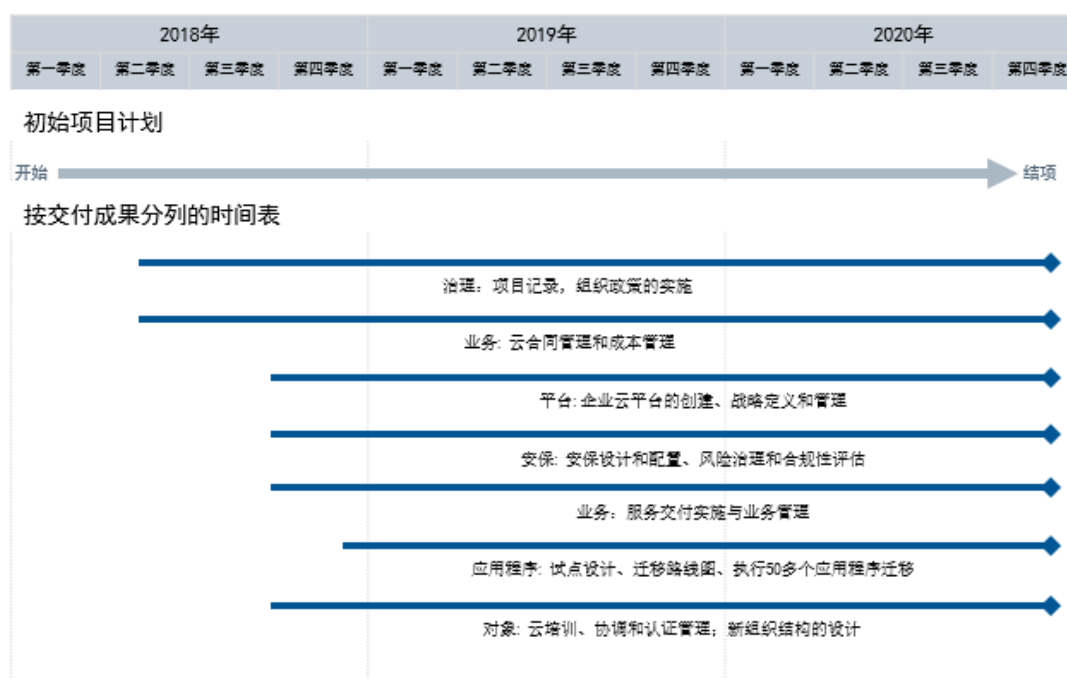 2018年 2019年 2020年
第一季度 第二季度 第三季度 第四季度 第一季度 第二季度 第三季度 第四季度 第一季度 第二季度 第三季度 第四季度
初始项目计划
开始 结项
按交付成果分列的时间表
治理：项目记录，组织政策的实施
业务: 云合同管理和成本管理
平台: 企业云平台的创建、战略定义和管理
安保: 安保设计和配置、风险治理和合规性评估
业务：服务交付实施与业务管理
应用程序: 试点设计、迁移路线图、执行50多个应用程序迁移
对象: 云培训、协调和认证管理；新组织结构的设计